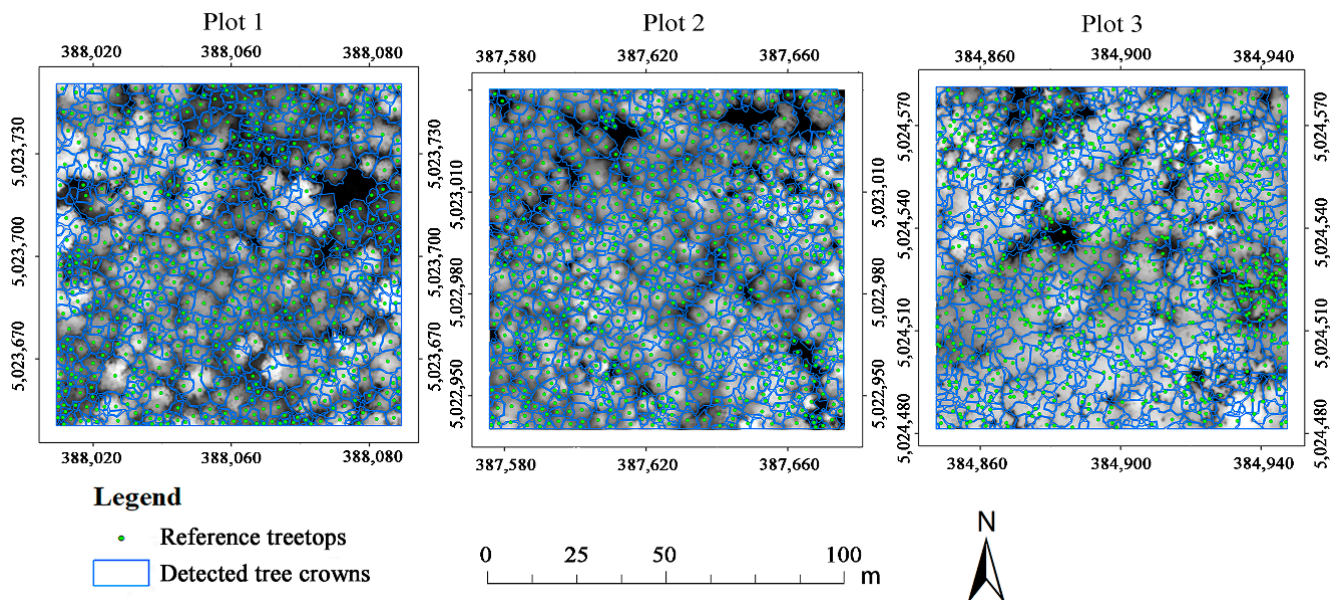 Plot 1
Plot 2
Plot 3
388,020 388,060 388,080
387,580 387,620 387,660
384,860 384,900 384,940
5,023,730
5,023,700
5,023,670
5,023,730
5,023,700
5,023,670
5,023,010
5,022,980
5,022,950
5,023,010
5,022,980
5,022,950
5,024,570
5,024,540
5,024,510
5,024,480
5,024,570
5,024,540
5,024,510
5,024,480
388,020 388,060 388,080
387,580 387,620 387,660
384,860 384,900 384,940
Legend
Reference treetops
Detected tree crowns
0 25 50 100
m
N